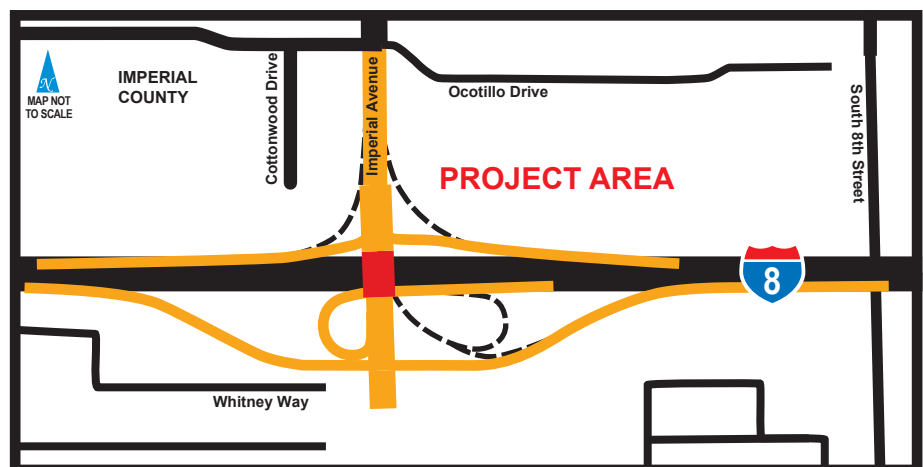 N
MAP NOT
TO SCALE
IMPERIAL
COUNTY
Cottonwood Drive
Imperial Avenue
Ocotillo Drive
South 8th Street
PROJECT AREA
8
Whitney Way